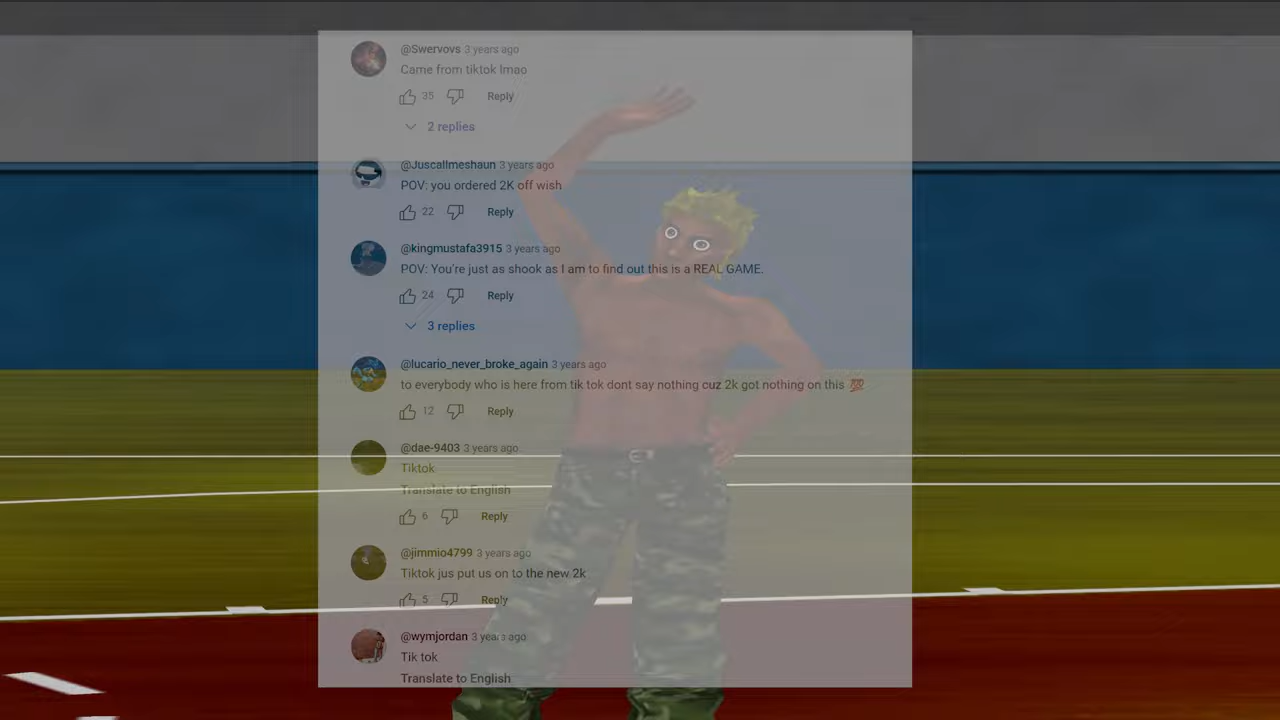 @Swervovs 3 years ago
Came from tiktok lmao
35 Reply
2 replies
@Juscallmeshaun 3 years ago
POV: you ordered 2K off wish
22 Reply
@kingmustafa3915 3 years ago
POV: You're just as shook as I am to find out this is a REAL GAME.
24 Reply
3 replies
@lucario_never_broke_again 3 years ago
to everybody who is here from tik tok dont say nothing cuz 2k got nothing on this 💯
12 Reply
@dae-9403 3 years ago
Tiktok
Translate to English
6 Reply
@jimmio4799 3 years ago
Tiktok jus put us on to the new 2k
5 Reply
@wymjordan 3 years ago
Tik tok
Translate to English